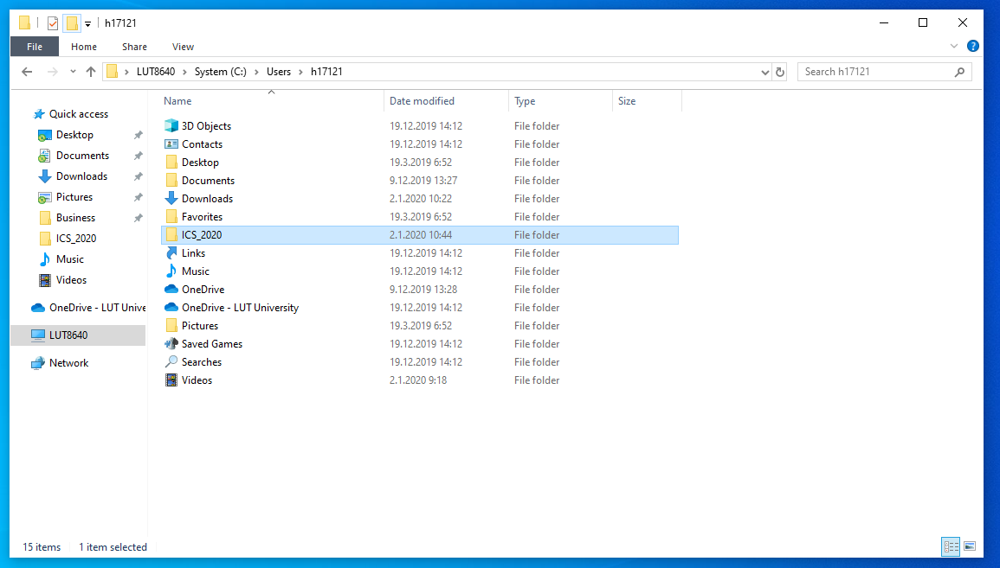 h17121
File Home Share View
LUT8640 System (C:) Users h17121 Search h17121
Name Date modified Type Size
Quick access
Desktop
Documents
Downloads
Pictures
Business
ICS_2020
Music
Videos
OneDrive - LUT Unive
LUT8640
Network
3D Objects 19.12.2019 14:12 File folder
Contacts 19.12.2019 14:12 File folder
Desktop 19.3.2019 6:52 File folder
Documents 9.12.2019 13:27 File folder
Downloads 2.1.2020 10:22 File folder
Favorites 19.3.2019 6:52 File folder
ICS_2020 2.1.2020 10:44 File folder
Links 19.12.2019 14:12 File folder
Music 19.12.2019 14:12 File folder
OneDrive 9.12.2019 13:28 File folder
OneDrive - LUT University 19.12.2019 14:12 File folder
Pictures 19.3.2019 6:52 File folder
Saved Games 19.12.2019 14:12 File folder
Searches 19.12.2019 14:12 File folder
Videos 2.1.2020 9:18 File folder
15 items 1 item selected